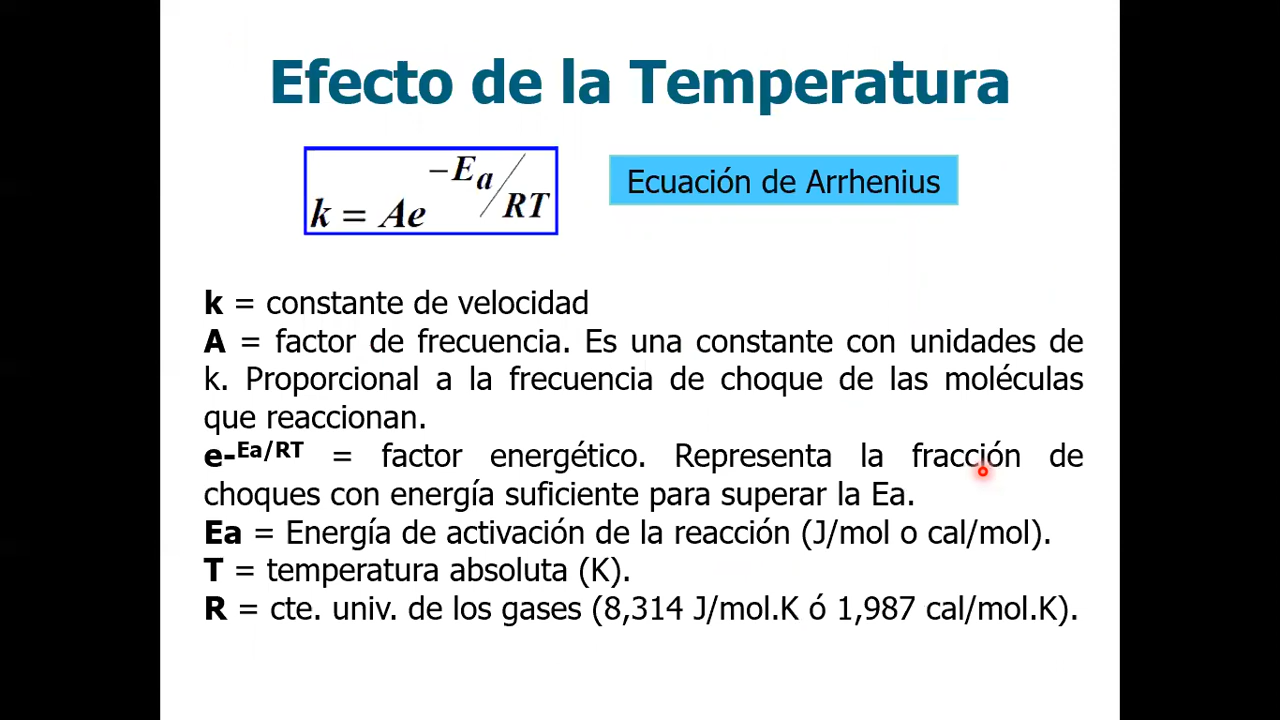 Efecto de la Temperatura
k = Ae^(-Ea/RT)
Ecuación de Arrhenius
k = constante de velocidad
A = factor de frecuencia. Es una constante con unidades de
k. Proporcional a la frecuencia de choque de las moléculas
que reaccionan.
e-Ea/RT = factor energético. Representa la fracción de
choques con energía suficiente para superar la Ea.
Ea = Energía de activación de la reacción (J/mol o cal/mol).
T = temperatura absoluta (K).
R = cte. univ. de los gases (8,314 J/mol.K ó 1,987 cal/mol.K).